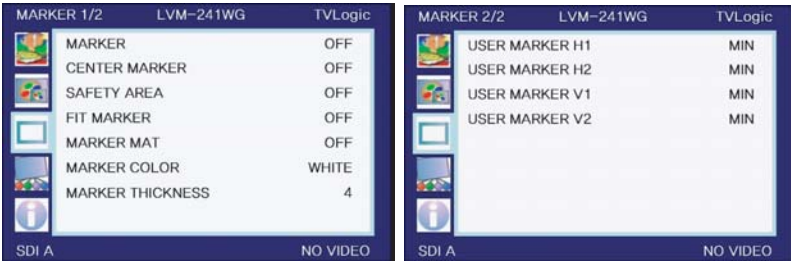 MARKER 1/2 LVM-241WG TVLogic
MARKER OFF
CENTER MARKER OFF
SAFETY AREA OFF
FIT MARKER OFF
MARKER MAT OFF
MARKER COLOR WHITE
MARKER THICKNESS 4
SDI A NO VIDEO
MARKER 2/2 LVM-241WG TVLogic
USER MARKER H1 MIN
USER MARKER H2 MIN
USER MARKER V1 MIN
USER MARKER V2 MIN
SDI A NO VIDEO